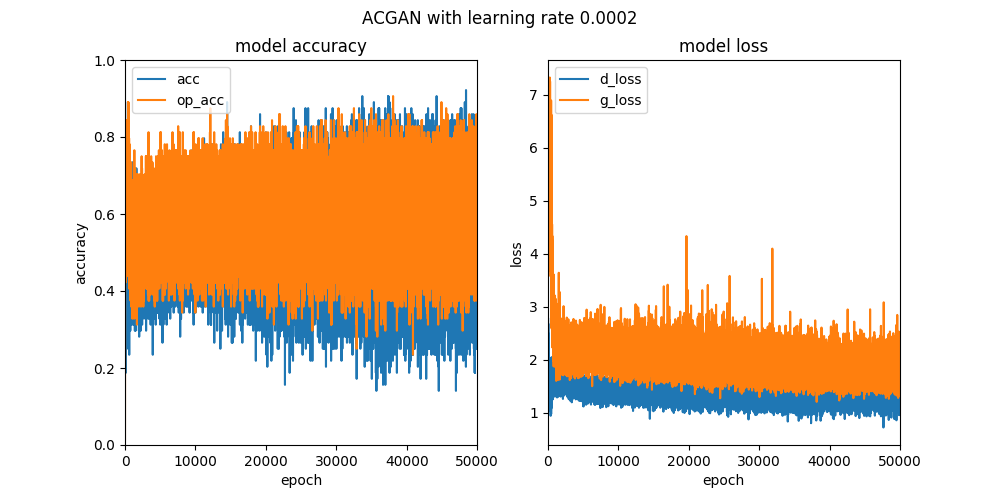 ACGAN with learning rate 0.0002
model accuracy
acc
op_acc
1.0
0.8
0.6
0.4
0.2
0.0
accuracy
0
10000
20000
30000
40000
50000
epoch
model loss
d_loss
g_loss
7
6
5
4
3
2
1
loss
0
10000
20000
30000
40000
50000
epoch